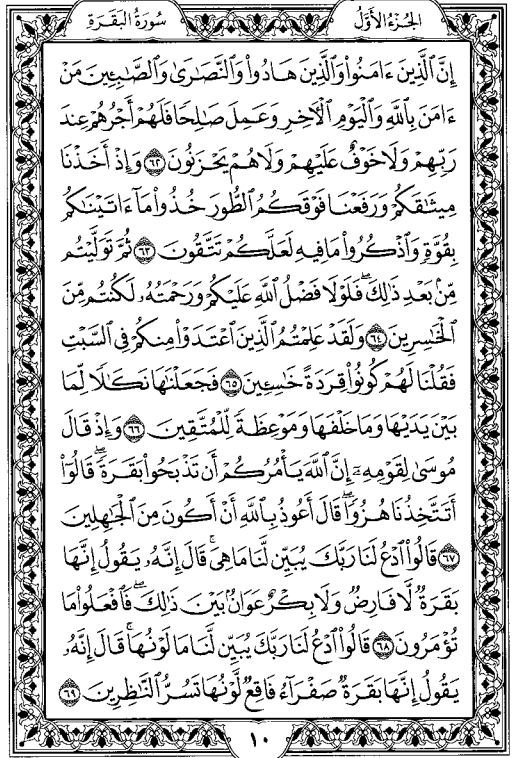 سُورَةُ البَقَرَةِ
الجُزْءُ الأَوَّلُ
إِنَّ ٱلَّذِينَ ءَامَنُوا۟ وَٱلَّذِينَ هَادُوا۟ وَٱلنَّصَـٰرَىٰ وَٱلصَّـٰبِـِٔينَ مَنْ
ءَامَنَ بِٱللَّهِ وَٱلْيَوْمِ ٱلْـَٔاخِرِ وَعَمِلَ صَـٰلِحًا فَلَهُمْ أَجْرُهُمْ عِندَ
رَبِّهِمْ وَلَا خَوْفٌ عَلَيْهِمْ وَلَا هُمْ يَحْزَنُونَ ٦٢ وَإِذْ أَخَذْنَا
مِيثَـٰقَكُمْ وَرَفَعْنَا فَوْقَكُمُ ٱلطُّورَ خُذُوا۟ مَآ ءَاتَيْنَـٰكُم
بِقُوَّةٍ وَٱذْكُرُوا۟ مَا فِيهِ لَعَلَّكُمْ تَتَّقُونَ ٦٣ ثُمَّ تَوَلَّيْتُم
مِّنۢ بَعْدِ ذَٰلِكَ ۖ فَلَوْلَا فَضْلُ ٱللَّهِ عَلَيْكُمْ وَرَحْمَتُهُۥ لَكُنتُم مِّنَ
ٱلْخَـٰسِرِينَ ٦٤ وَلَقَدْ عَلِمْتُمُ ٱلَّذِينَ ٱعْتَدَوْا۟ مِنكُمْ فِى ٱلسَّبْتِ
فَقُلْنَا لَهُمْ كُونُوا۟ قِرَدَةً خَـٰسِـِٔينَ ٦٥ فَجَعَلْنَـٰهَا نَكَـٰلًا لِّمَا
بَيْنَ يَدَيْهَا وَمَا خَلْفَهَا وَمَوْعِظَةً لِّلْمُتَّقِينَ ٦٦ وَإِذْ قَالَ
مُوسَىٰ لِقَوْمِهِۦٓ إِنَّ ٱللَّهَ يَأْمُرُكُمْ أَن تَذْبَحُوا۟ بَقَرَةً ۖ قَالُوٓا۟
أَتَتَّخِذُنَا هُزُوًا ۖ قَالَ أَعُوذُ بِٱللَّهِ أَنْ أَكُونَ مِنَ ٱلْجَـٰهِلِينَ
٦٧ قَالُوا۟ ٱدْعُ لَنَا رَبَّكَ يُبَيِّن لَّنَا مَا هِىَ ۚ قَالَ إِنَّهُۥ يَقُولُ إِنَّهَا
بَقَرَةٌ لَّا فَارِضٌ وَلَا بِكْرٌ عَوَانٌۢ بَيْنَ ذَٰلِكَ ۖ فَٱفْعَلُوا۟ مَا
تُؤْمَرُونَ ٦٨ قَالُوا۟ ٱدْعُ لَنَا رَبَّكَ يُبَيِّن لَّنَا مَا لَوْنُهَا ۚ قَالَ إِنَّهُۥ
يَقُولُ إِنَّهَا بَقَرَةٌ صَفْرَآءُ فَاقِعٌ لَّوْنُهَا تَسُرُّ ٱلنَّـٰظِرِينَ ٦٩
١٠